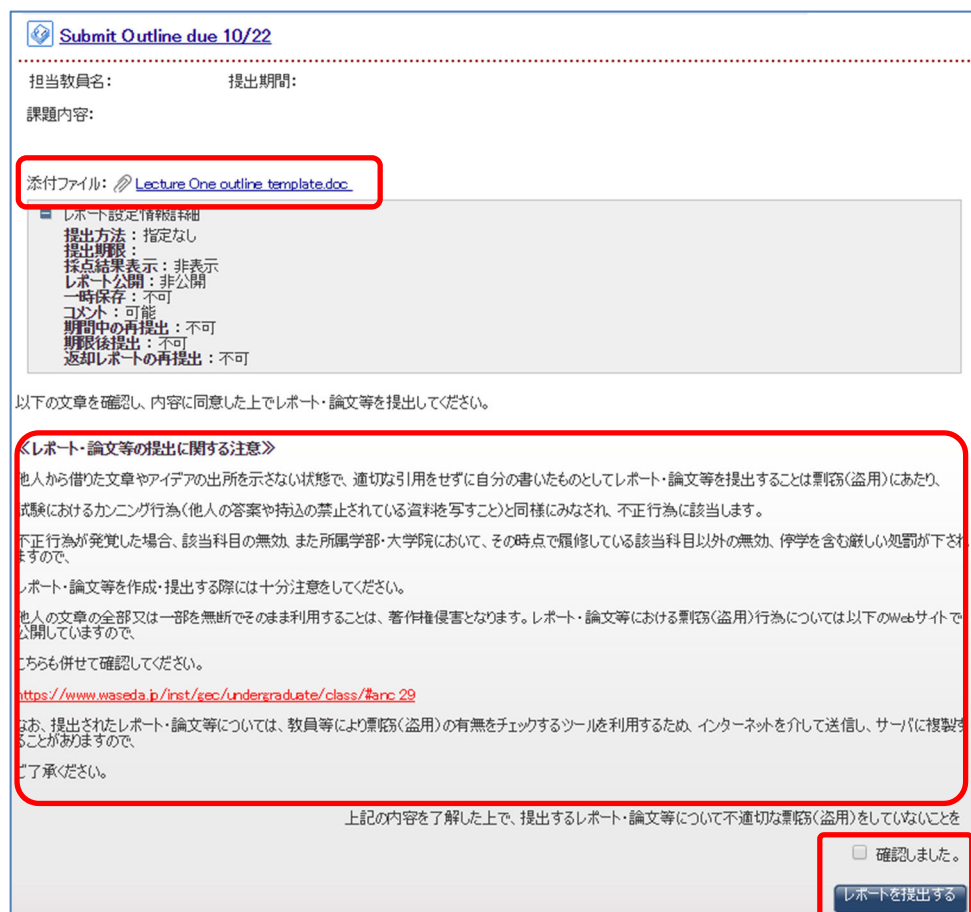 Submit Outline due 10/22
担当教員名： 提出期間：
課題内容：
添付ファイル： Lecture One outline template.doc
レポート設定情報詳細
提出方法：指定なし
提出期限：
採点結果表示：非表示
レポート公開：非公開
一時保存：不可
コメント：可能
期間中の再提出：不可
期限後提出：不可
返却レポートの再提出：不可
以下の文章を確認し、内容に同意した上でレポート・論文等を提出してください。
≪レポート・論文等の提出に関する注意≫
他人から借りた文章やアイデアの出所を示さない状態で、適切な引用をせずに自分の書いたものとしてレポート・論文等を提出することは剽窃（盗用）にあたり、
試験におけるカンニング行為（他人の答案や持込の禁止されている資料を写すこと）と同様にみなされ、不正行為に該当します。
不正行為が発覚した場合、該当科目の無効、また所属学部・大学院において、その時点で履修している該当科目以外の無効、停学を含む厳しい処罰が下され
ますので、
レポート・論文等を作成・提出する際には十分注意をしてください。
他人の文章の全部又は一部を無断でそのまま利用することは、著作権侵害となります。レポート・論文等における剽窃（盗用）行為については以下のWebサイトで
公開していますので、
こちらも併せて確認してください。
https://www.waseda.jp/inst/gec/undergraduate/class/#anc_29
なお、提出されたレポート・論文等については、教員等により剽窃（盗用）の有無をチェックするツールを利用するため、インターネットを介して送信し、サーバに複製す
ることがありますので、
ご了承ください。
上記の内容を了解した上で、提出するレポート・論文等について不適切な剽窃（盗用）をしていないことを
確認しました。
レポートを提出する